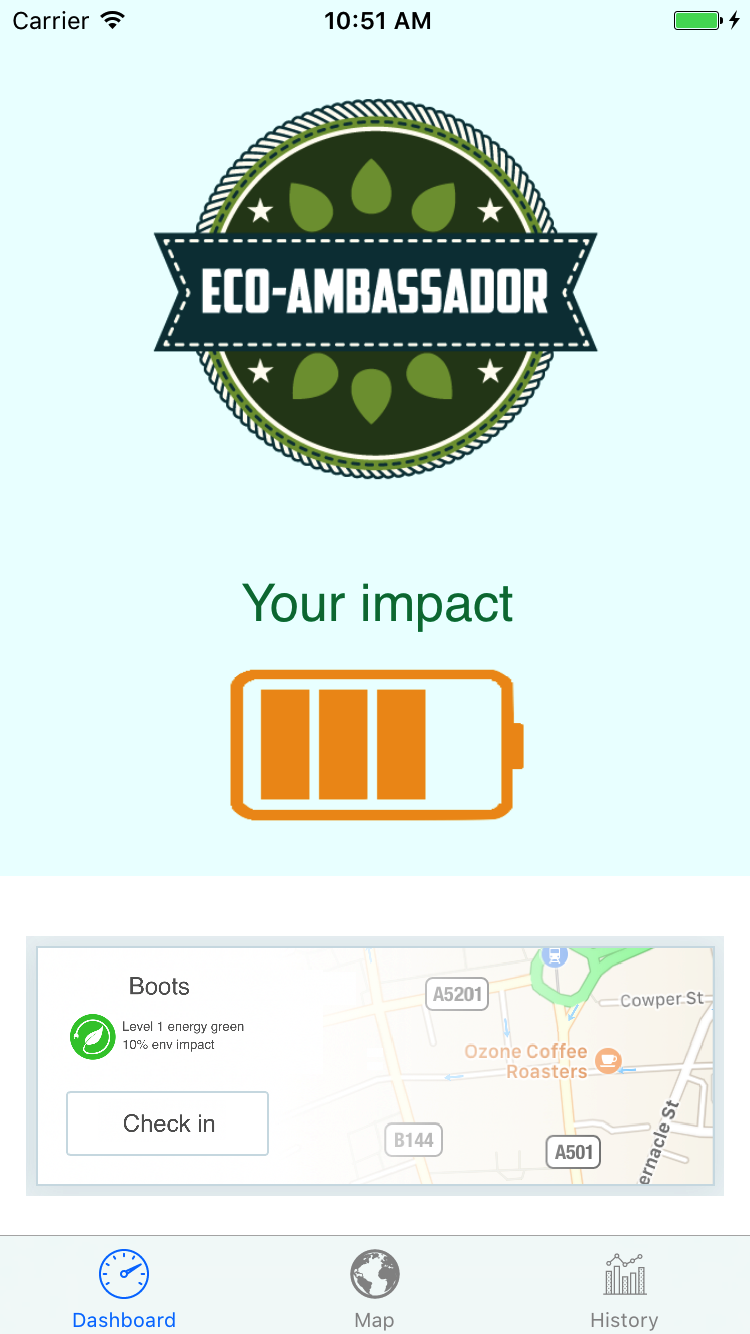 Carrier
10:51 AM
ECO-AMBASSADOR
Your impact
Boots
Level 1 energy green
10% env impact
Check in
A5201
Cowper St
Ozone Coffee
Roasters
B144
A501
ernacle St
Dashboard
Map
History